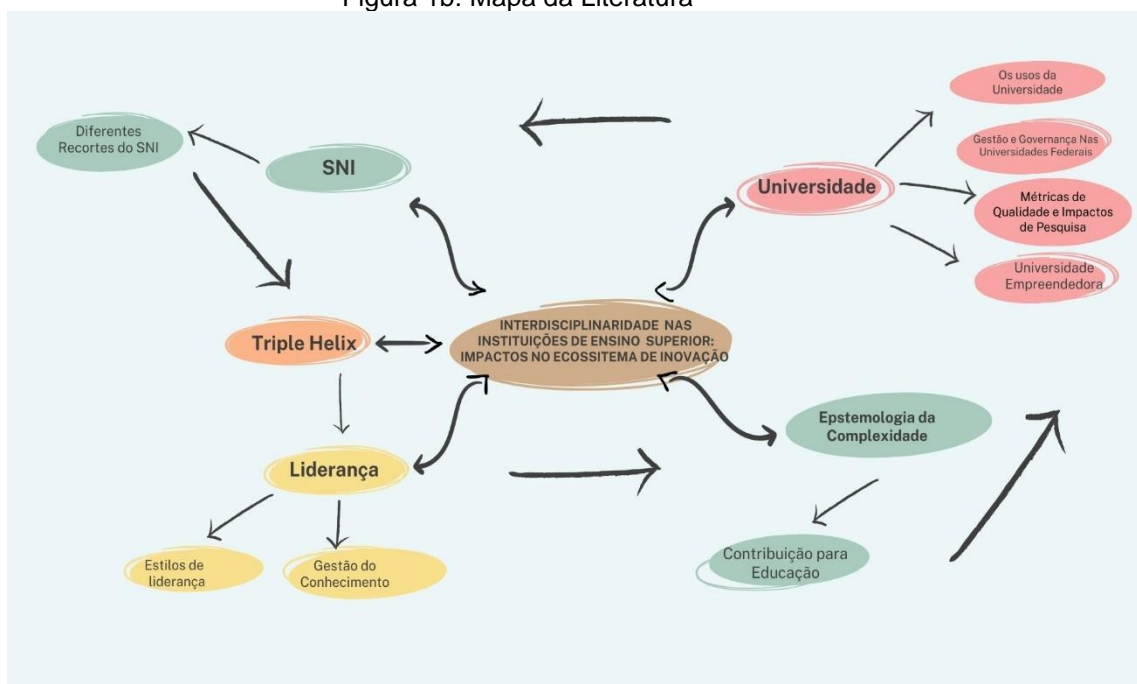 Figura 1b: Mapa da Literatura
Diferentes
Recortes do SNI
SNI
Universidade
Os usos da
Universidade
Gestão e Governança Nas
Universidades Federais
Métricas de
Qualidade e Impactos
de Pesquisa
Universidade
Empreendedora
Triple Helix
INTERDISCIPLINARIDADE NAS
INSTITUIÇÕES DE ENSINO SUPERIOR:
IMPACTOS NO ECOSSITEMA DE INOVAÇÃO
Liderança
Estilos de
liderança
Gestão do
Conhecimento
Epstemologia da
Complexidade
Contribuição para
Educação